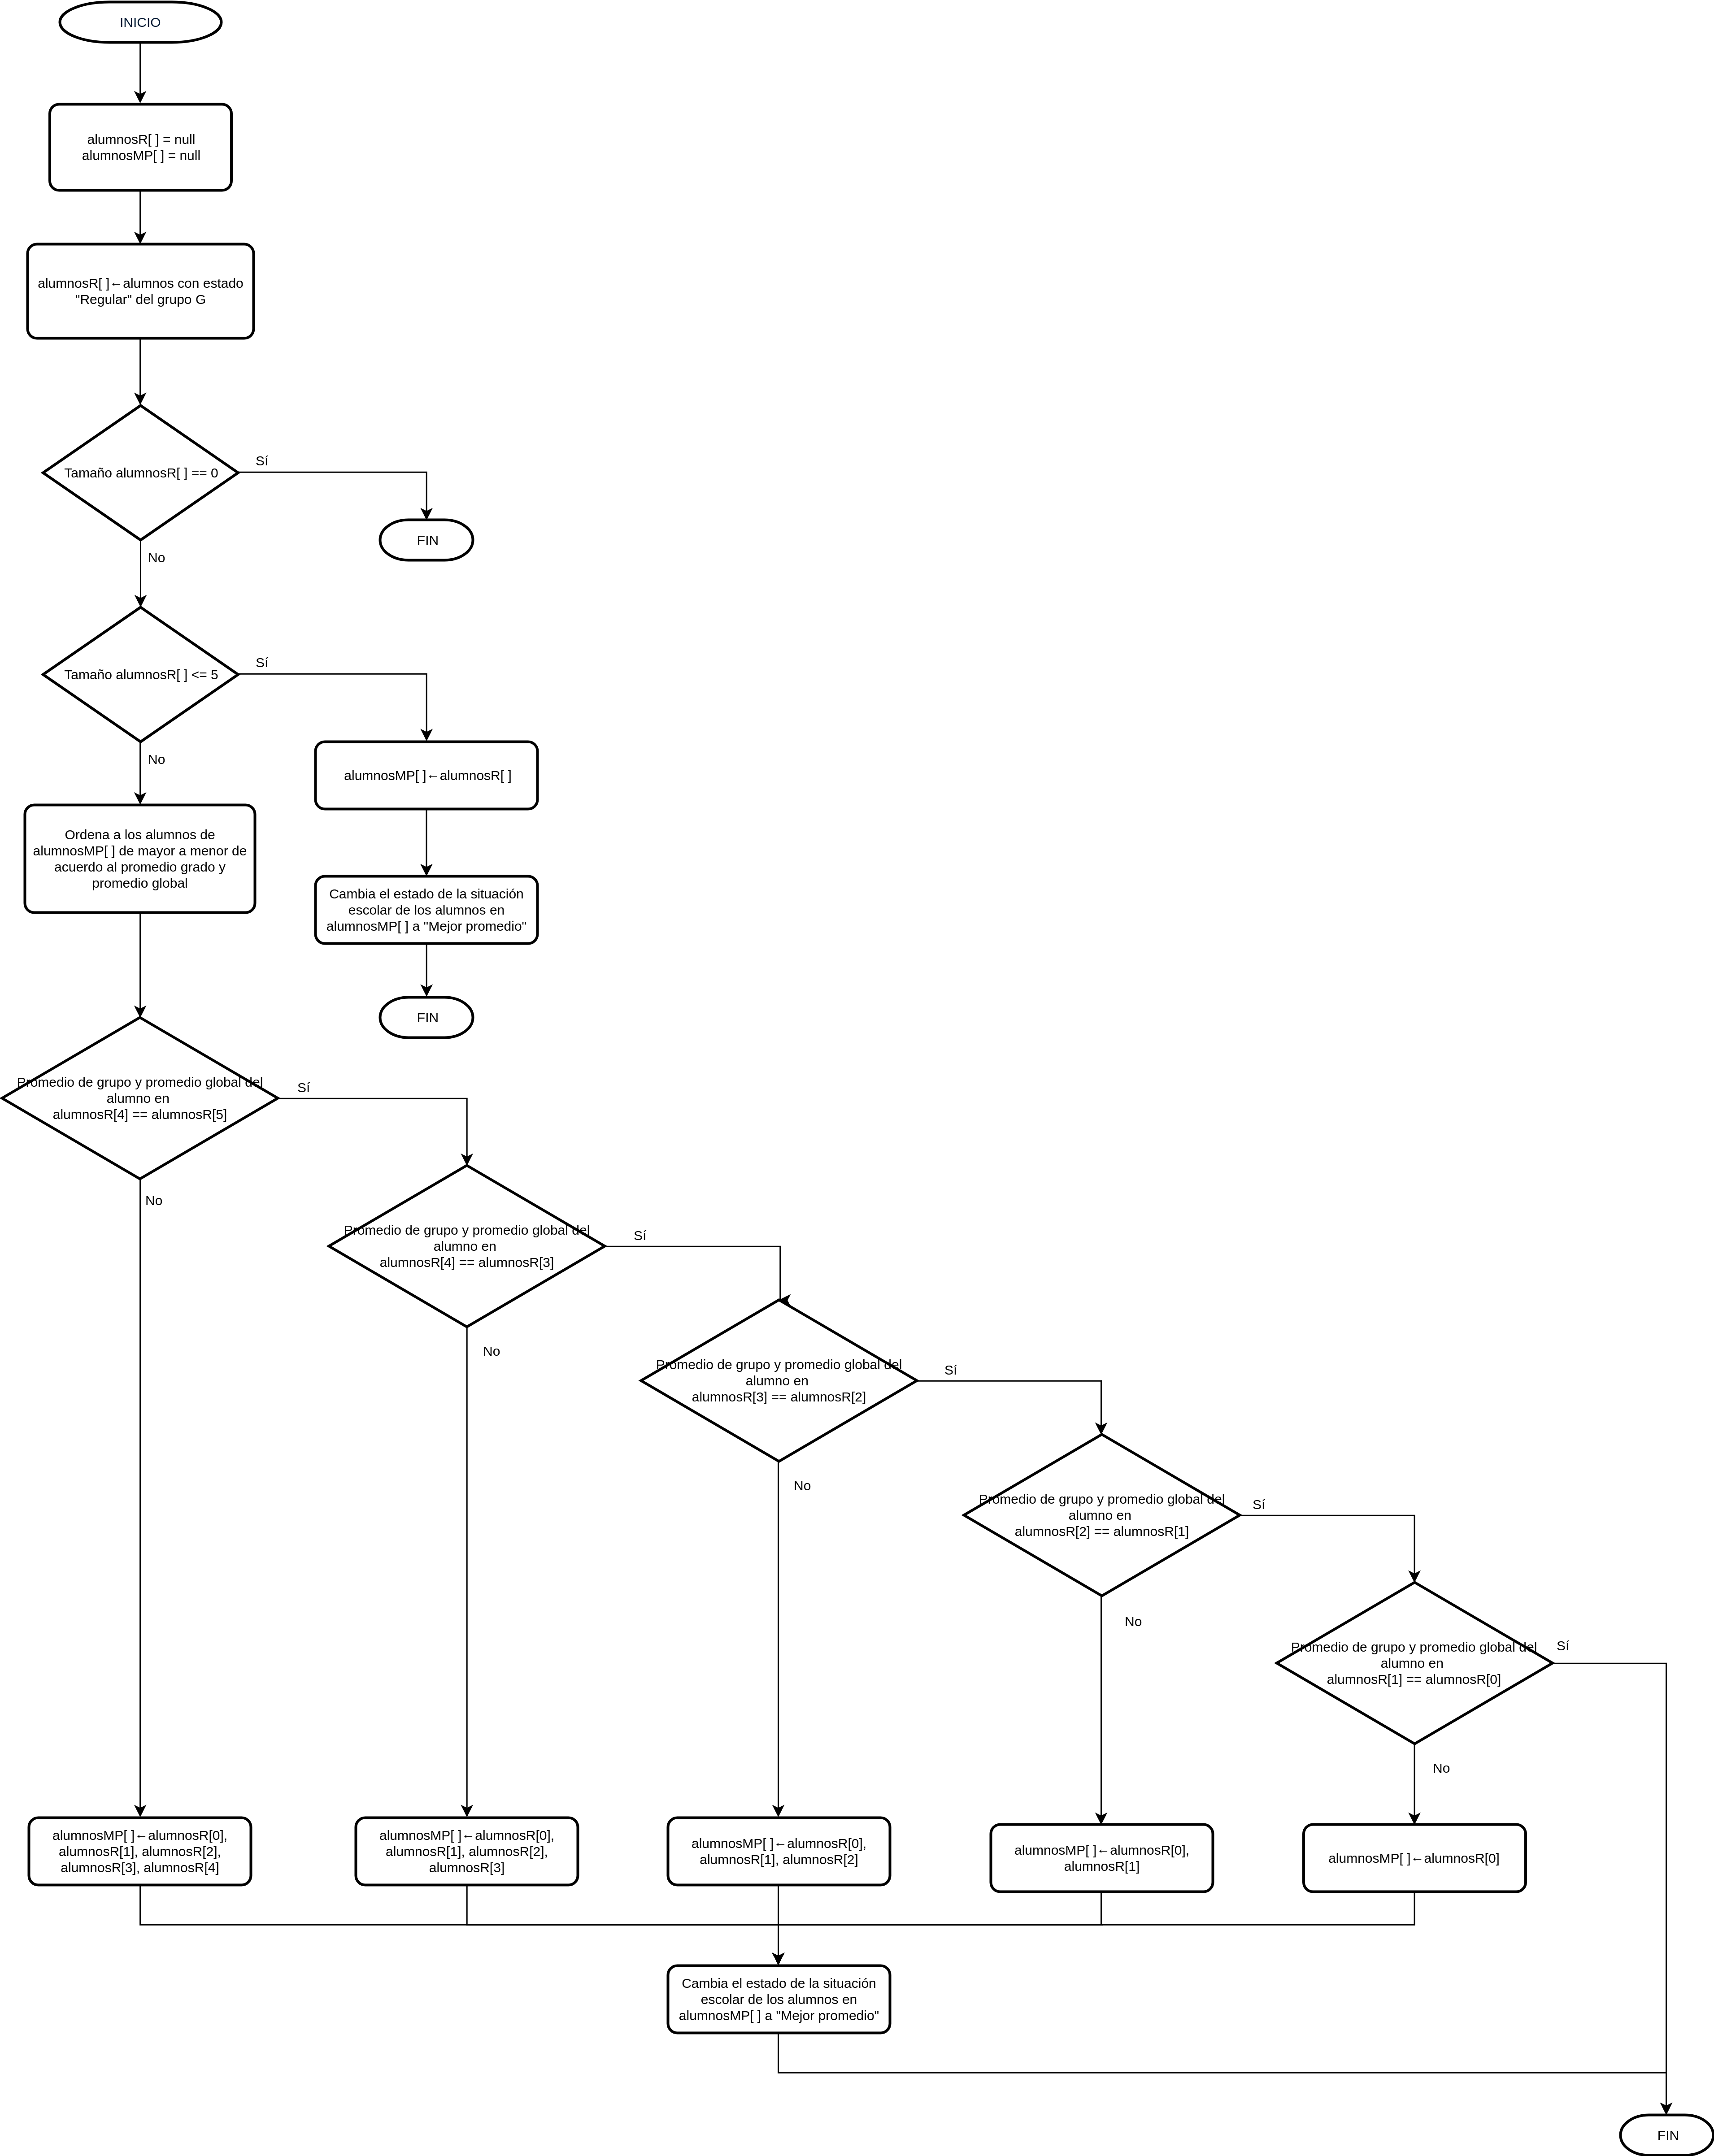 INICIO
alumnosR[ ] = null
alumnosMP[ ] = null
alumnosR[ ]←alumnos con estado
"Regular" del grupo G
Tamaño alumnosR[ ] == 0
Sí
FIN
No
Tamaño alumnosR[ ] <= 5
Sí
No
alumnosMP[ ]←alumnosR[ ]
Ordena a los alumnos de
alumnosMP[ ] de mayor a menor de
acuerdo al promedio grado y
promedio global
Cambia el estado de la situación
escolar de los alumnos en
alumnosMP[ ] a "Mejor promedio"
FIN
Promedio de grupo y promedio global del
alumno en
alumnosR[4] == alumnosR[5]
Sí
No
Promedio de grupo y promedio global del
alumno en
alumnosR[4] == alumnosR[3]
Sí
No
Promedio de grupo y promedio global del
alumno en
alumnosR[3] == alumnosR[2]
Sí
No
Promedio de grupo y promedio global del
alumno en
alumnosR[2] == alumnosR[1]
Sí
No
Promedio de grupo y promedio global del
alumno en
alumnosR[1] == alumnosR[0]
Sí
No
alumnosMP[ ]←alumnosR[0],
alumnosR[1], alumnosR[2],
alumnosR[3], alumnosR[4]
alumnosMP[ ]←alumnosR[0],
alumnosR[1], alumnosR[2],
alumnosR[3]
alumnosMP[ ]←alumnosR[0],
alumnosR[1], alumnosR[2]
alumnosMP[ ]←alumnosR[0],
alumnosR[1]
alumnosMP[ ]←alumnosR[0]
Cambia el estado de la situación
escolar de los alumnos en
alumnosMP[ ] a "Mejor promedio"
FIN